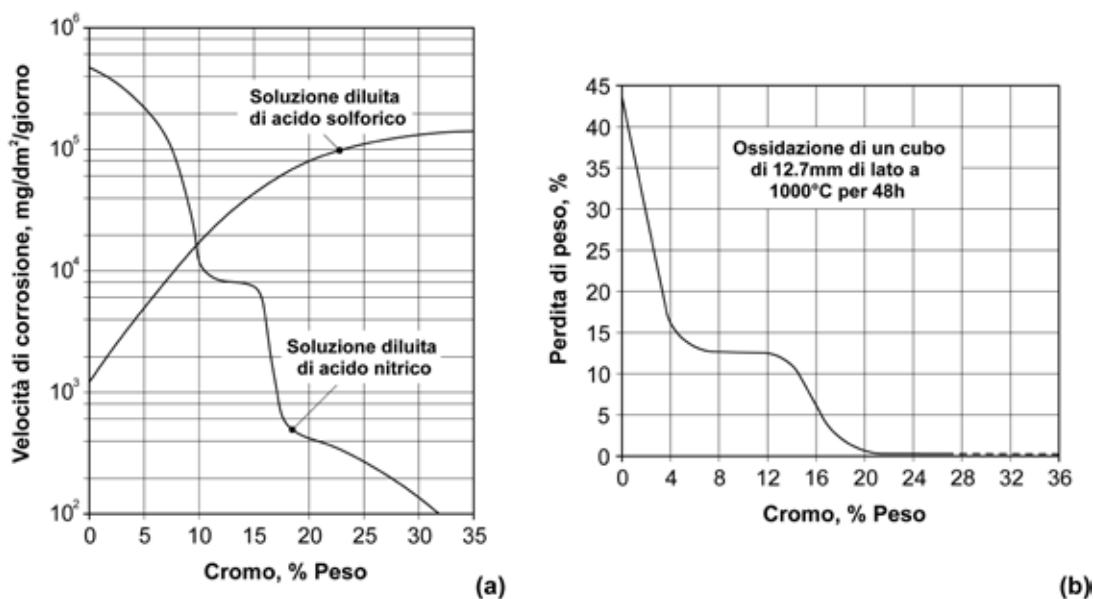 Velocità di corrosione, mg/dm²/giorno
10⁶
10⁵
10⁴
10³
10²
Soluzione diluita
di acido solforico
Soluzione diluita
di acido nitrico
0 5 10 15 20 25 30 35
Cromo, % Peso
(a)
Perdita di peso, %
45
40
35
30
25
20
15
10
5
0
Ossidazione di un cubo
di 12.7mm di lato a
1000°C per 48h
0 4 8 12 16 20 24 28 32 36
Cromo, % Peso
(b)